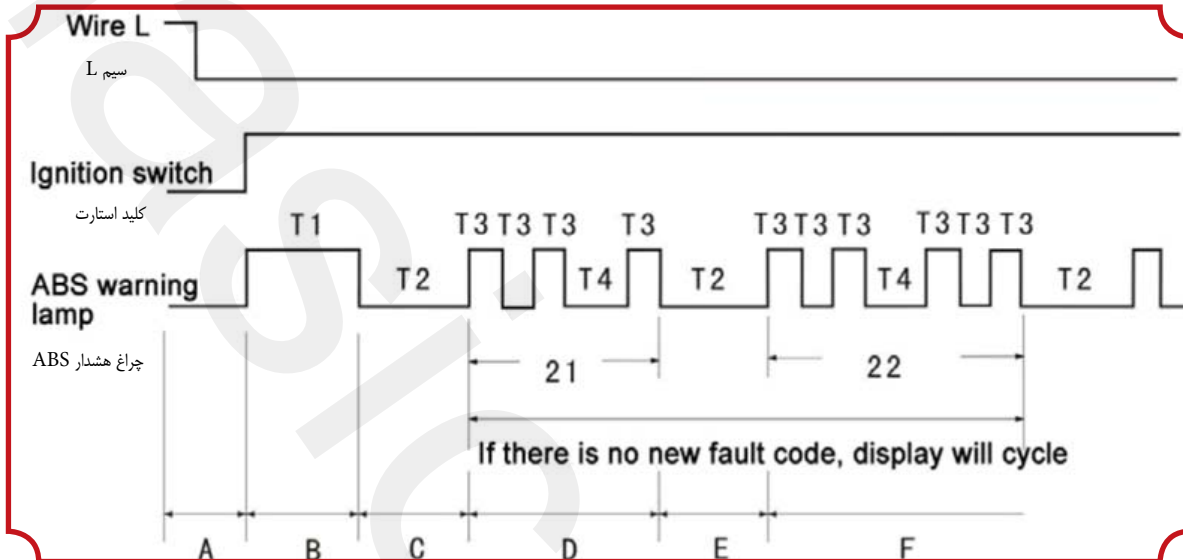 Wire L
سیم L
Ignition switch
کلید استارت
T1
T3 T3 T3 T3 T3 T3 T3 T3 T3 T3
ABS warning
lamp
T2 T4 T2 T4 T2
چراغ هشدار ABS
21 22
If there is no new fault code, display will cycle
A B C D E F